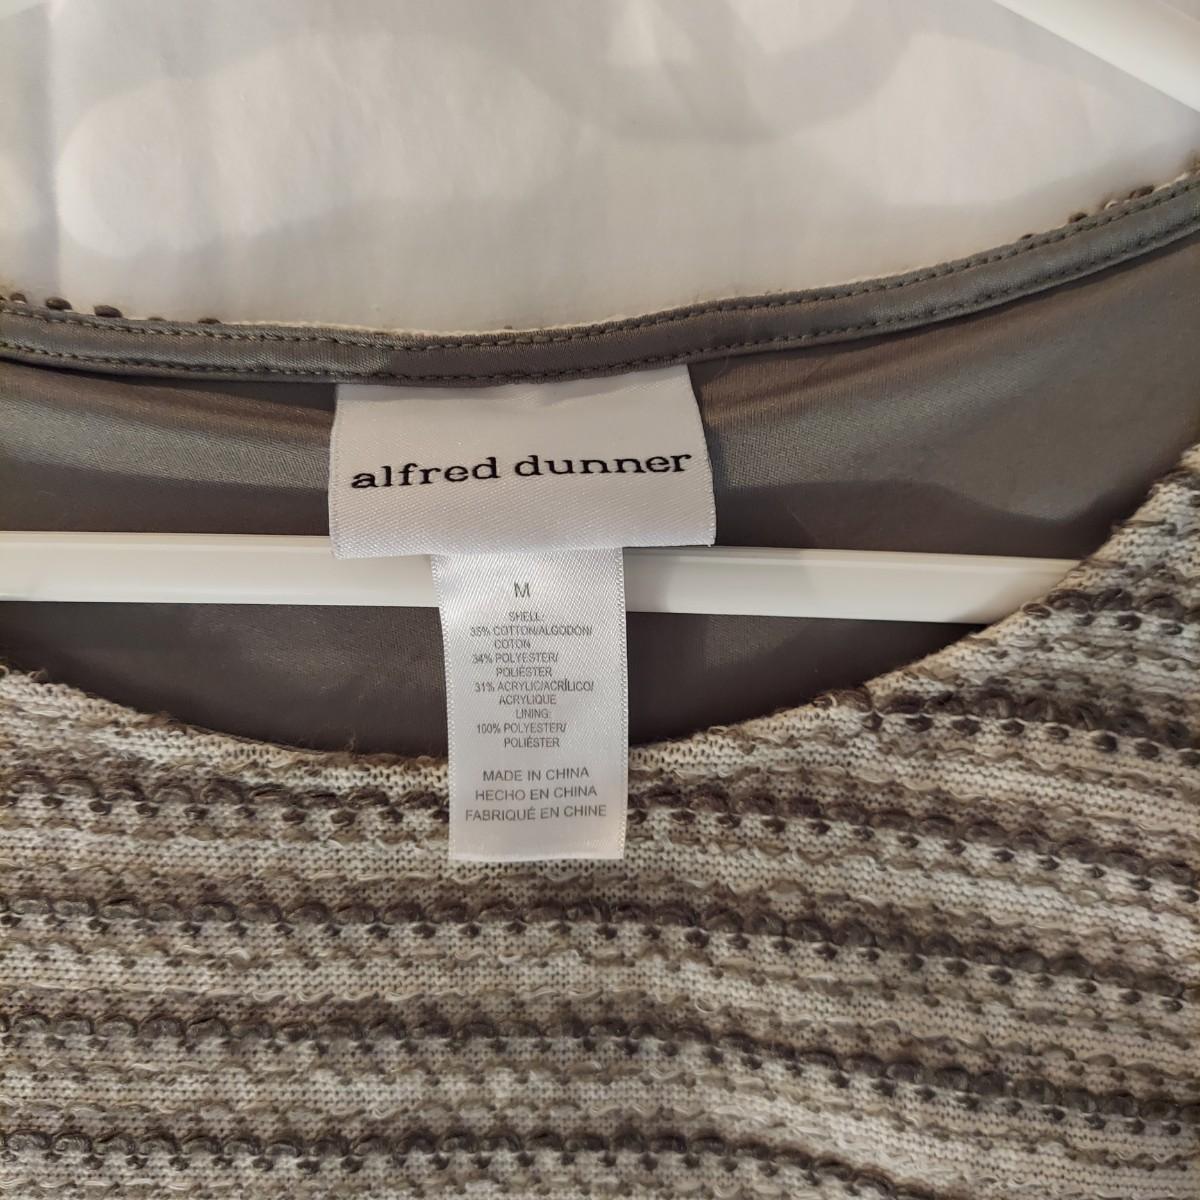 alfred dunner
M
SHELL:
35% COTTON/ALGODON/
COTON
34% POLYESTER/
POLIÉSTER
31% ACRYLIC/ACRÍLICO/
ACRYLIQUE
LINING:
100% POLYESTER/
POLIÉSTER
MADE IN CHINA
HECHO EN CHINA
FABRIQUÉ EN CHINE